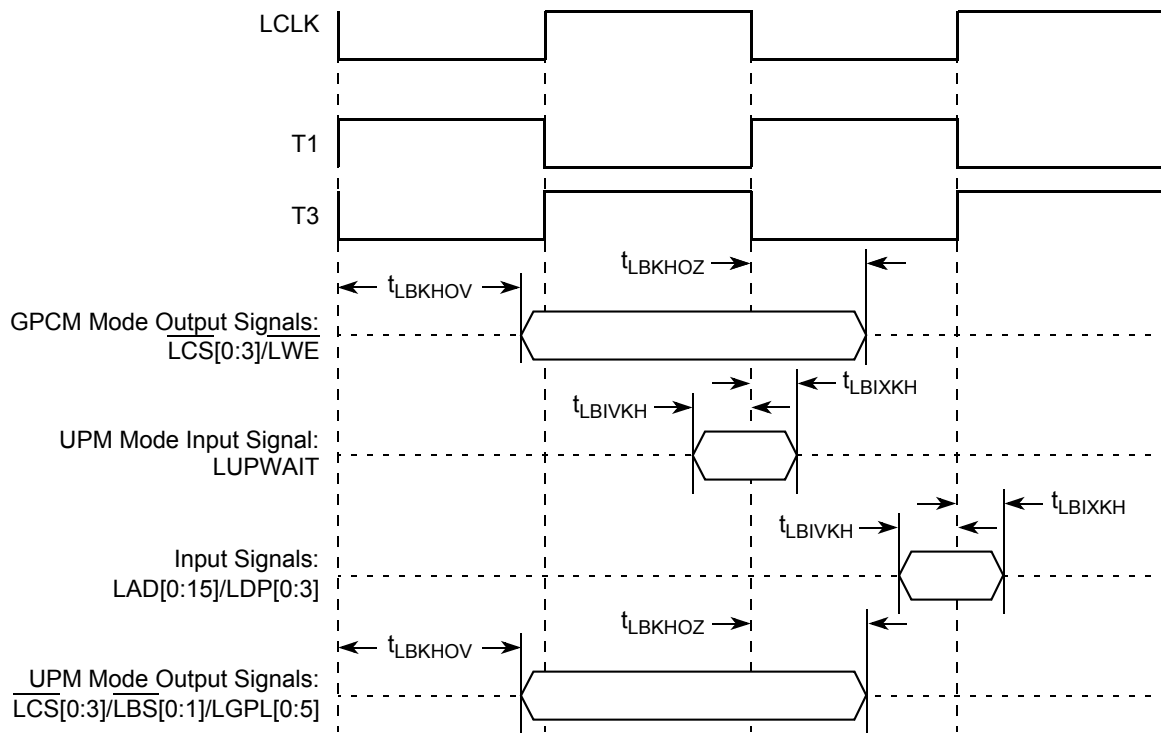 LCLK
T1
T3
tLBKHOZ
tLBKHOV
GPCM Mode Output Signals:
LCS[0:3]/LWE
tLBIXKH
tLBIVKH
UPM Mode Input Signal:
LUPWAIT
tLBIXKH
tLBIVKH
Input Signals:
LAD[0:15]/LDP[0:3]
tLBKHOZ
tLBKHOV
UPM Mode Output Signals:
LCS[0:3]/LBS[0:1]/LGPL[0:5]